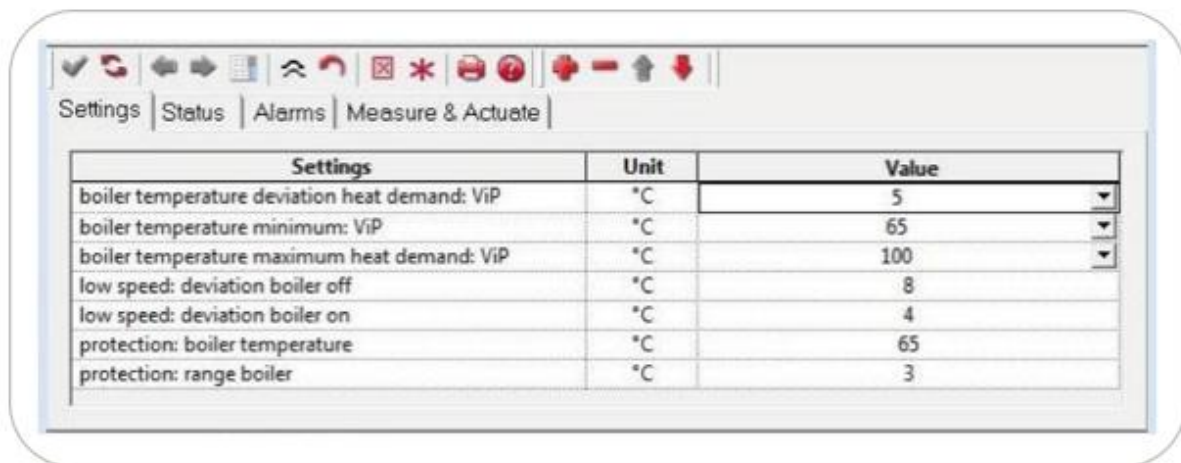 Settings Status Alarms Measure & Actuate
Settings Unit Value
boiler temperature deviation heat demand: ViP °C 5
boiler temperature minimum: ViP °C 65
boiler temperature maximum heat demand: ViP °C 100
low speed: deviation boiler off °C 8
low speed: deviation boiler on °C 4
protection: boiler temperature °C 65
protection: range boiler °C 3